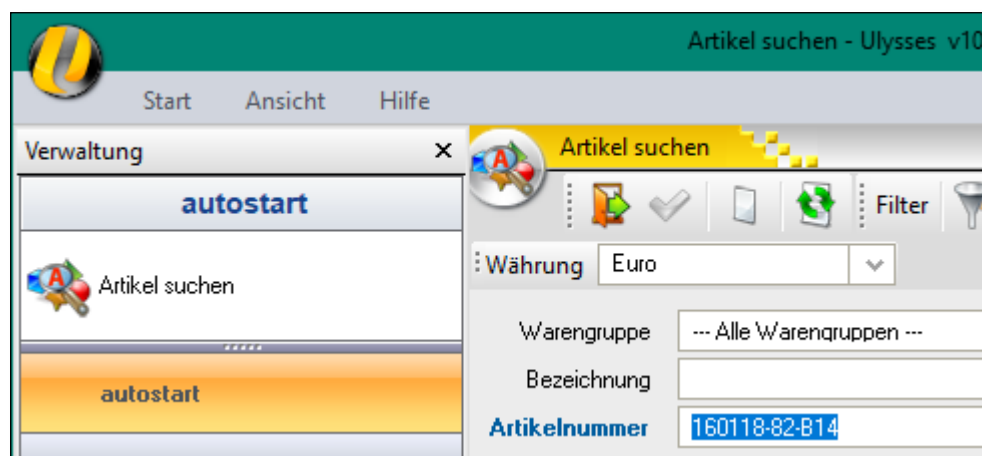 Artikel suchen - Ulysses v10
Start Ansicht Hilfe
Verwaltung
Artikel suchen
autostart
Filter
Artikel suchen
Währung Euro
Warengruppe --- Alle Warengruppen ---
autostart
Bezeichnung
Artikelnummer 160118-82-B14